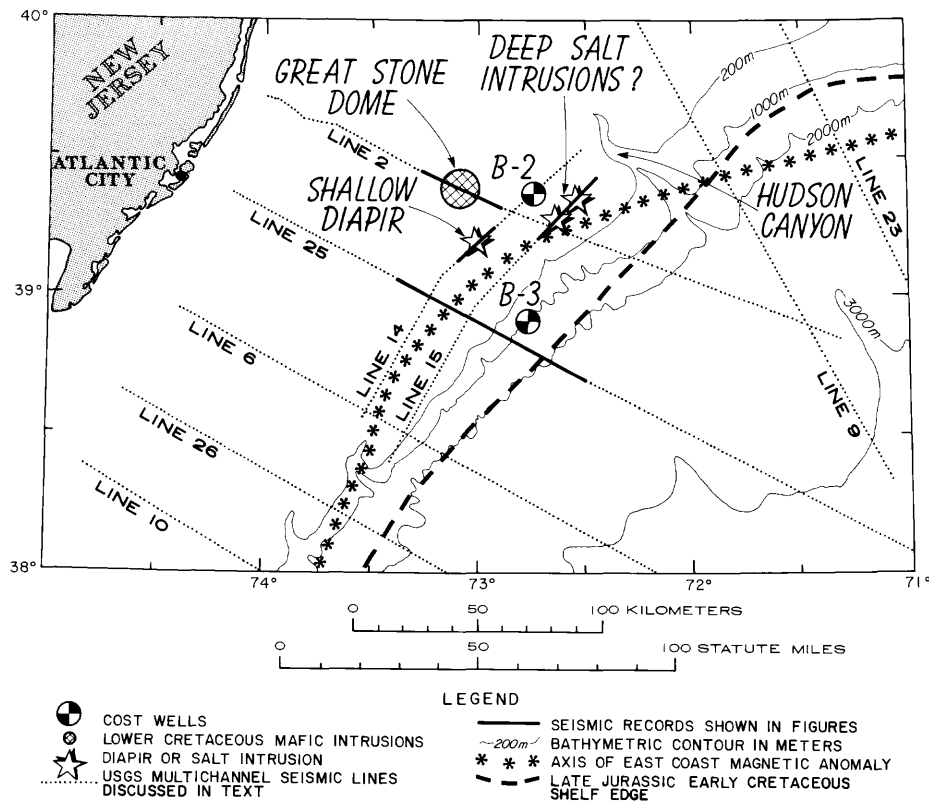 40°
NEW
JERSEY
ATLANTIC
CITY
GREAT STONE
DOME
DEEP SALT
INTRUSIONS ?
200m
1000m
2000m
LINE 2
B-2
SHALLOW
DIAPIR
HUDSON
CANYON
LINE 23
LINE 25
39°
B-3
3000m
LINE 14
LINE 15
LINE 6
LINE 9
LINE 26
LINE 10
38°
74°
73°
72°
71°
0 50 100 KILOMETERS
0 50 100 STATUTE MILES
LEGEND
COST WELLS
LOWER CRETACEOUS MAFIC INTRUSIONS
DIAPIR OR SALT INTRUSION
USGS MULTICHANNEL SEISMIC LINES
DISCUSSED IN TEXT
SEISMIC RECORDS SHOWN IN FIGURES
200m BATHYMETRIC CONTOUR IN METERS
AXIS OF EAST COAST MAGNETIC ANOMALY
LATE JURASSIC EARLY CRETACEOUS
SHELF EDGE